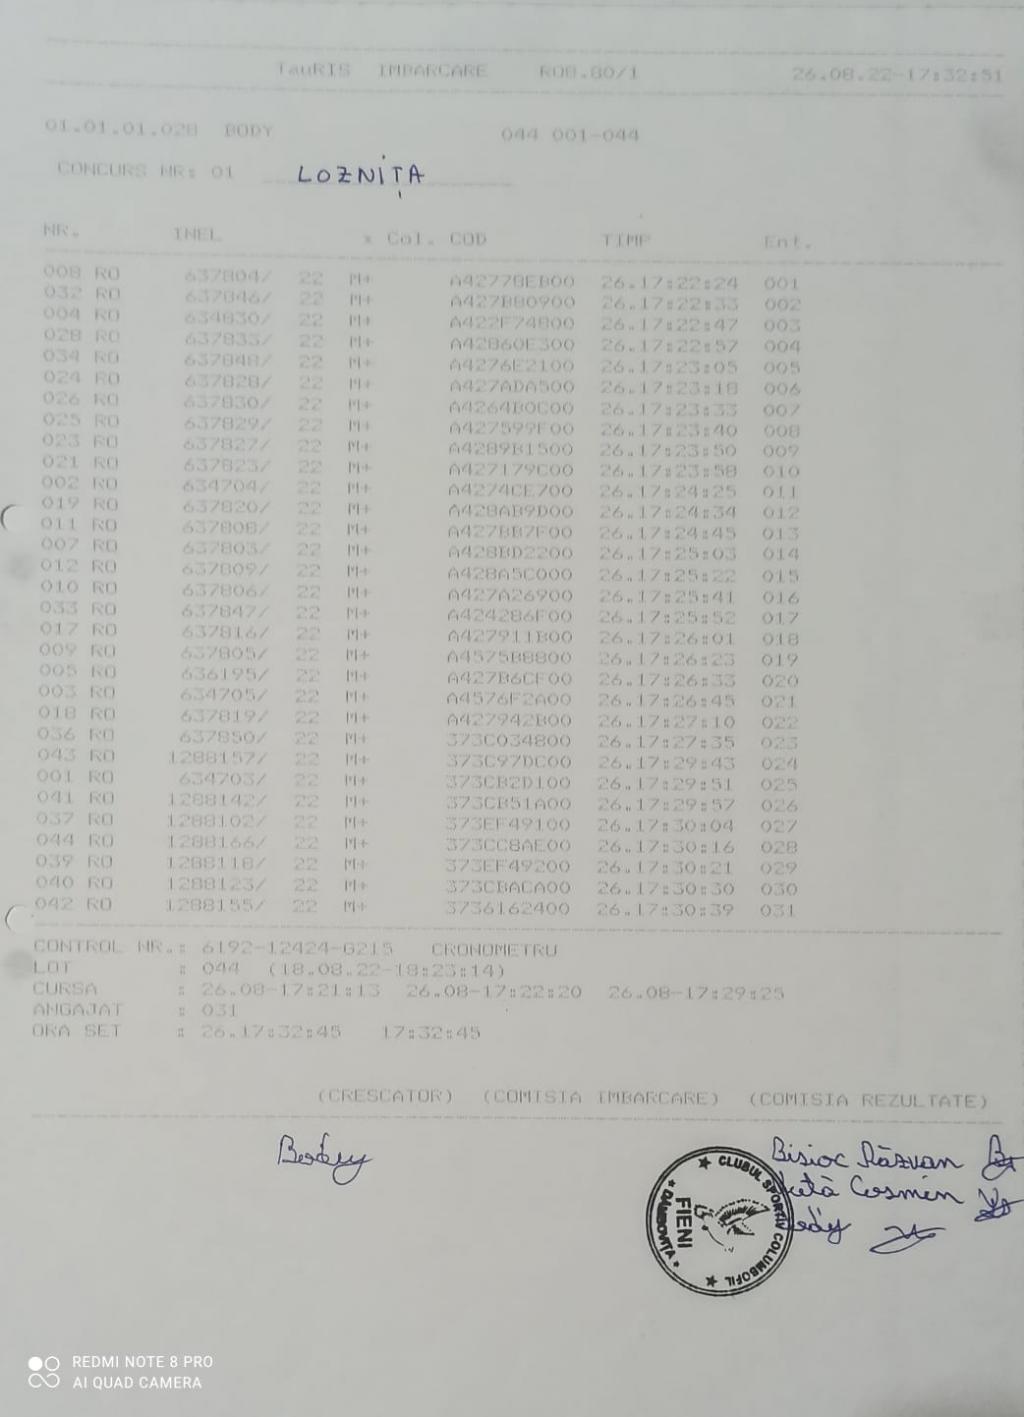 TauRIS IMBARCARE RO8.80/1 26.08.22-17:32:51
01.01.01.028 BODY 044 001-044
CONCURS NR: 01 LOZNIȚA
NR. INEL * Col. COD TIMP Ent.
008 RO 637804/ 22 M+ A42778EB00 26.17:22:24 001
032 RO 637846/ 22 M+ A427B80900 26.17:22:33 002
004 RO 634830/ 22 M+ A422F74800 26.17:22:47 003
028 RO 637833/ 22 M+ A42860E300 26.17:22:57 004
034 RO 637848/ 22 M+ A4276E2100 26.17:23:05 005
024 RO 637828/ 22 M+ A427ADA500 26.17:23:18 006
026 RO 637830/ 22 M+ A4264B0C00 26.17:23:33 007
025 RO 637829/ 22 M+ A427599F00 26.17:23:40 008
023 RO 637827/ 22 M+ A4289B1500 26.17:23:50 009
021 RO 637823/ 22 M+ A427179C00 26.17:23:58 010
002 RO 634704/ 22 M+ A4274CE700 26.17:24:25 011
019 RO 637820/ 22 M+ A428AB9D00 26.17:24:34 012
011 RO 637808/ 22 M+ A427BB7F00 26.17:24:45 013
007 RO 637803/ 22 M+ A428BD2200 26.17:25:03 014
012 RO 637809/ 22 M+ A428A5C000 26.17:25:22 015
010 RO 637806/ 22 M+ A427A26900 26.17:25:41 016
033 RO 637847/ 22 M+ A424286F00 26.17:25:52 017
017 RO 637816/ 22 M+ A427911B00 26.17:26:01 018
009 RO 637805/ 22 M+ A4575B8800 26.17:26:23 019
005 RO 636195/ 22 M+ A427B6CF00 26.17:26:33 020
003 RO 634705/ 22 M+ A4576F2A00 26.17:26:45 021
018 RO 637819/ 22 M+ A427942B00 26.17:27:10 022
036 RO 637850/ 22 M+ 373C034800 26.17:27:35 023
043 RO 1288157/ 22 M+ 373C97DC00 26.17:29:43 024
001 RO 634703/ 22 M+ 373CB2D100 26.17:29:51 025
041 RO 1288142/ 22 M+ 373CB51A00 26.17:29:57 026
037 RO 1288102/ 22 M+ 373EF49100 26.17:30:04 027
044 RO 1288166/ 22 M+ 373CC8AE00 26.17:30:16 028
039 RO 1288118/ 22 M+ 373EF49200 26.17:30:21 029
040 RO 1288123/ 22 M+ 373CBACA00 26.17:30:30 030
042 RO 1288155/ 22 M+ 3736162400 26.17:30:39 031
CONTROL NR.: 6192-12424-G215 CRONOMETRU
LOT : 044 (18.08.22-18:23:14)
CURSA : 26.08-17:21:13 26.08-17:22:20 26.08-17:29:25
ANGAJAT : 031
ORA SET : 26.17:32:45 17:32:45
(CRESCATOR) (COMISIA IMBARCARE) (COMISIA REZULTATE)
Bisioc Răzvan
Cosmin
CLUBUL SPORTIV COLUMBOFIL
FIENI
DÂMBOVIȚA
REDMI NOTE 8 PRO
AI QUAD CAMERA